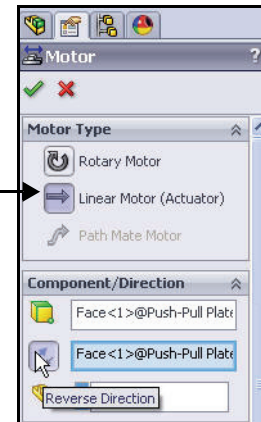 Motor ?
Motor Type
Rotary Motor
Linear Motor (Actuator)
Path Mate Motor
Component/Direction
Face<1>@Push-Pull Plate
Face<1>@Push-Pull Plate
Reverse Direction